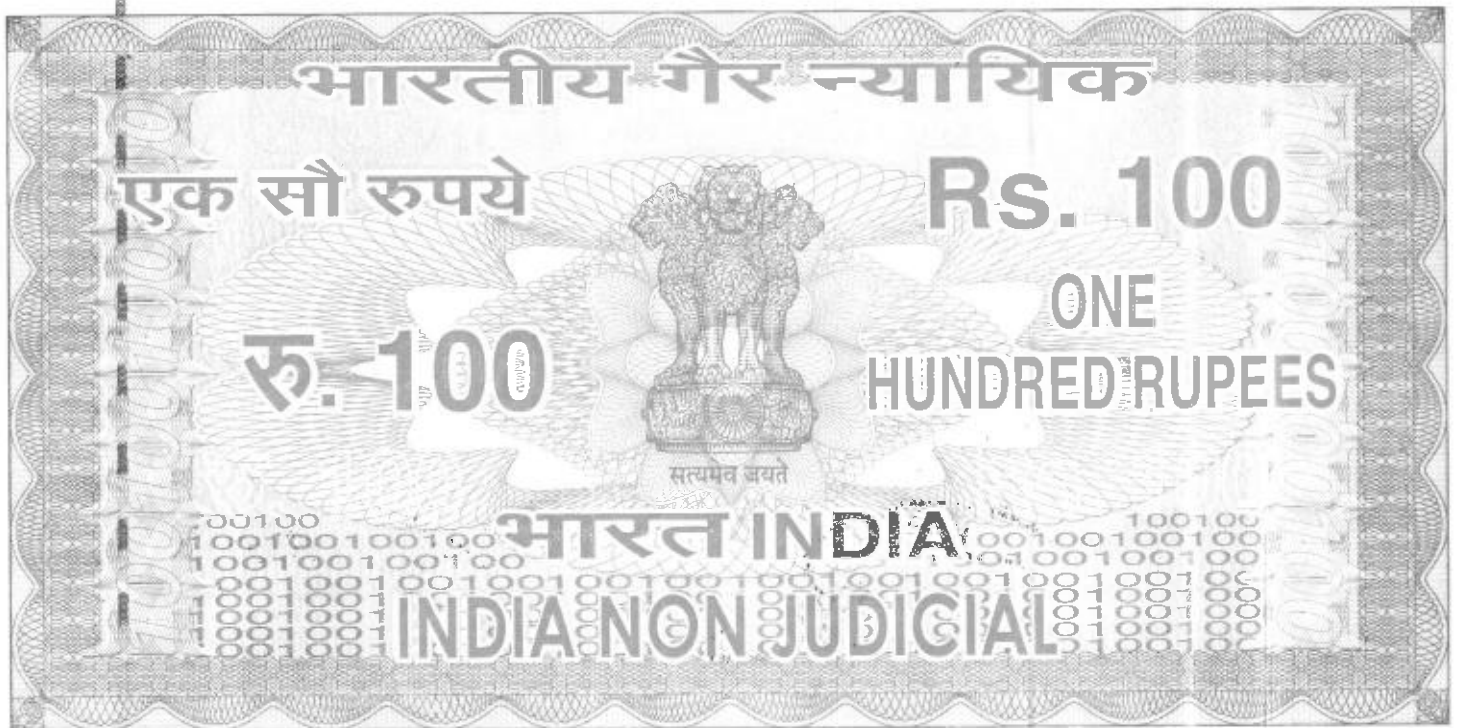 भारतीय गैर न्यायिक
एक सौ रुपये
Rs. 100
रु. 100
ONE
HUNDRED RUPEES
सत्यमेव जयते
भारत INDIA
INDIA NON JUDICIAL